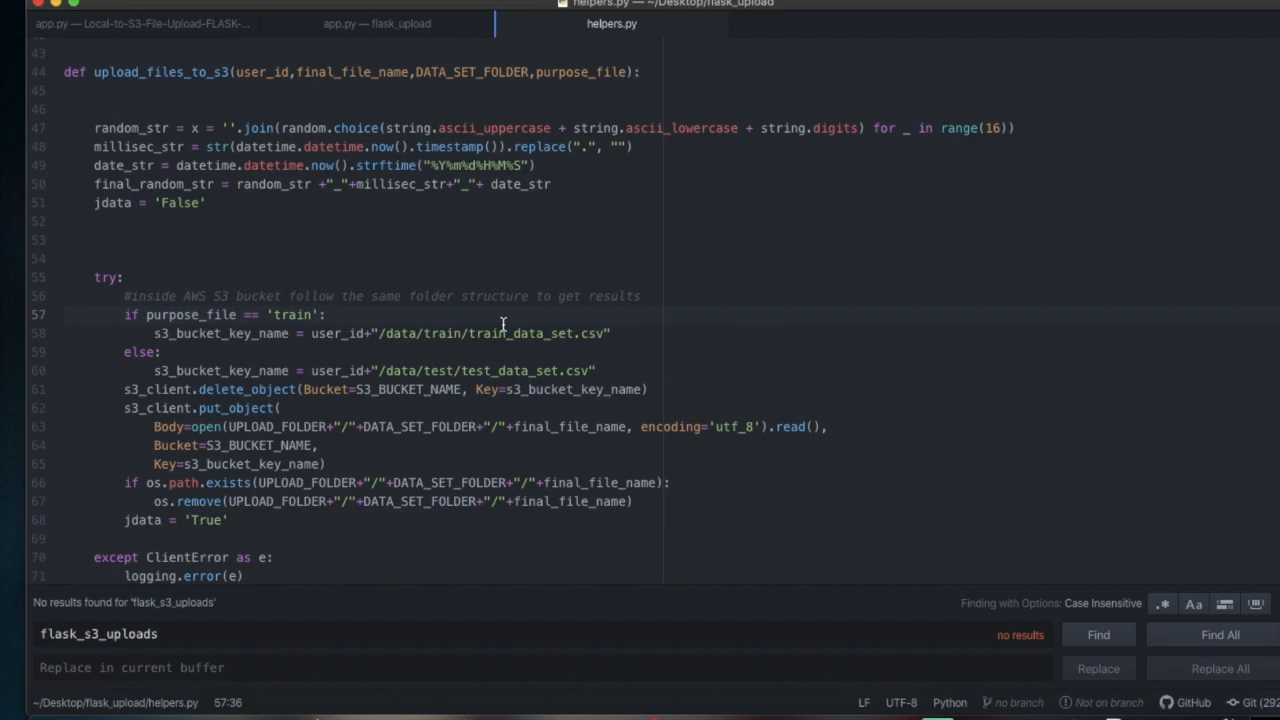 helpers.py — ~/Desktop/flask_upload
app.py — Local-to-S3-File-Upload-FLASK-...
app.py — flask_upload
helpers.py
42
43
44 def upload_files_to_s3(user_id,final_file_name,DATA_SET_FOLDER,purpose_file):
45
46
47 random_str = x = ''.join(random.choice(string.ascii_uppercase + string.ascii_lowercase + string.digits) for _ in range(16))
48 millisec_str = str(datetime.datetime.now().timestamp()).replace(".", "")
49 date_str = datetime.datetime.now().strftime("%Y%m%d%H%M%S")
50 final_random_str = random_str +"_"+millisec_str+"_"+ date_str
51 jdata = 'False'
52
53
54
55 try:
56 #inside AWS S3 bucket follow the same folder structure to get results
57 if purpose_file == 'train':
58 s3_bucket_key_name = user_id+"/data/train/train_data_set.csv"
59 else:
60 s3_bucket_key_name = user_id+"/data/test/test_data_set.csv"
61 s3_client.delete_object(Bucket=S3_BUCKET_NAME, Key=s3_bucket_key_name)
62 s3_client.put_object(
63 Body=open(UPLOAD_FOLDER+"/"+DATA_SET_FOLDER+"/"+final_file_name, encoding='utf_8').read(),
64 Bucket=S3_BUCKET_NAME,
65 Key=s3_bucket_key_name)
66 if os.path.exists(UPLOAD_FOLDER+"/"+DATA_SET_FOLDER+"/"+final_file_name):
67 os.remove(UPLOAD_FOLDER+"/"+DATA_SET_FOLDER+"/"+final_file_name)
68 jdata = 'True'
69
70 except ClientError as e:
71 logging.error(e)
No results found for 'flask_s3_uploads'
Finding with Options: Case Insensitive
.* Aa
flask_s3_uploads
no results
Find
Find All
Replace in current buffer
Replace
Replace All
~/Desktop/flask_upload/helpers.py 57:36
LF UTF-8 Python no branch Not on branch GitHub Git (292